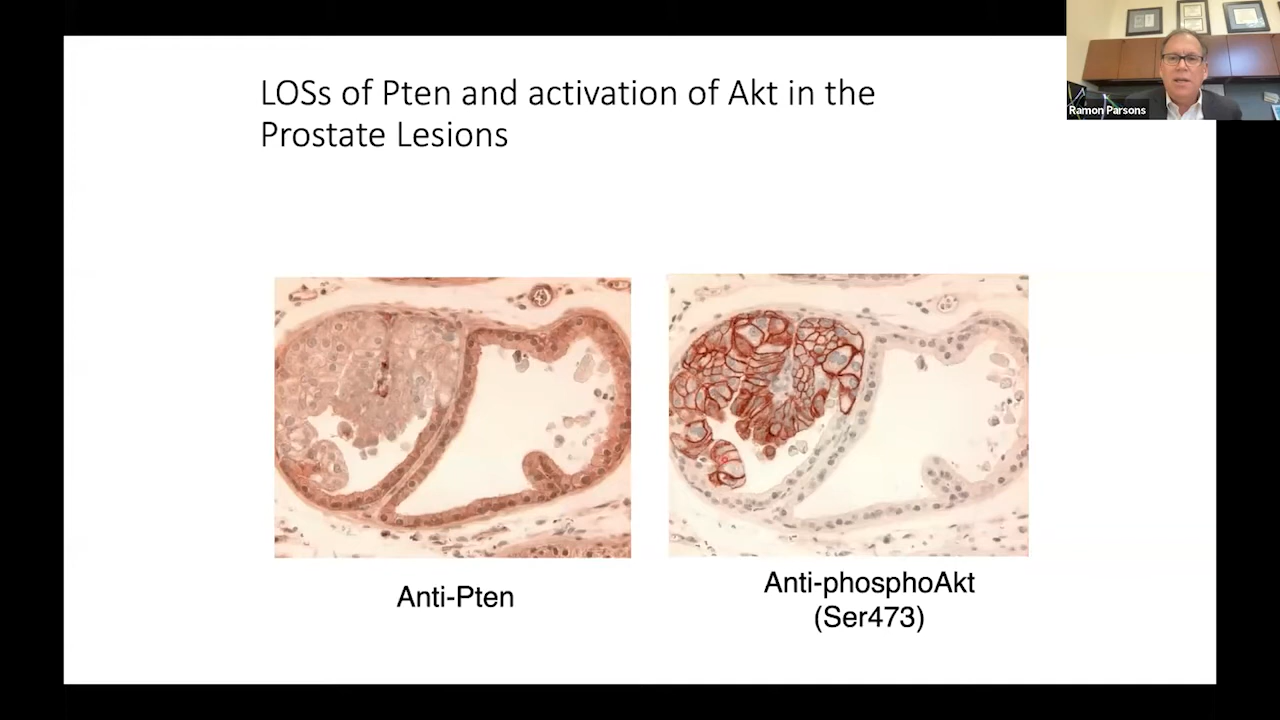 LOSs of Pten and activation of Akt in the
Prostate Lesions
Ramon Parsons
Anti-Pten
Anti-phosphoAkt
(Ser473)